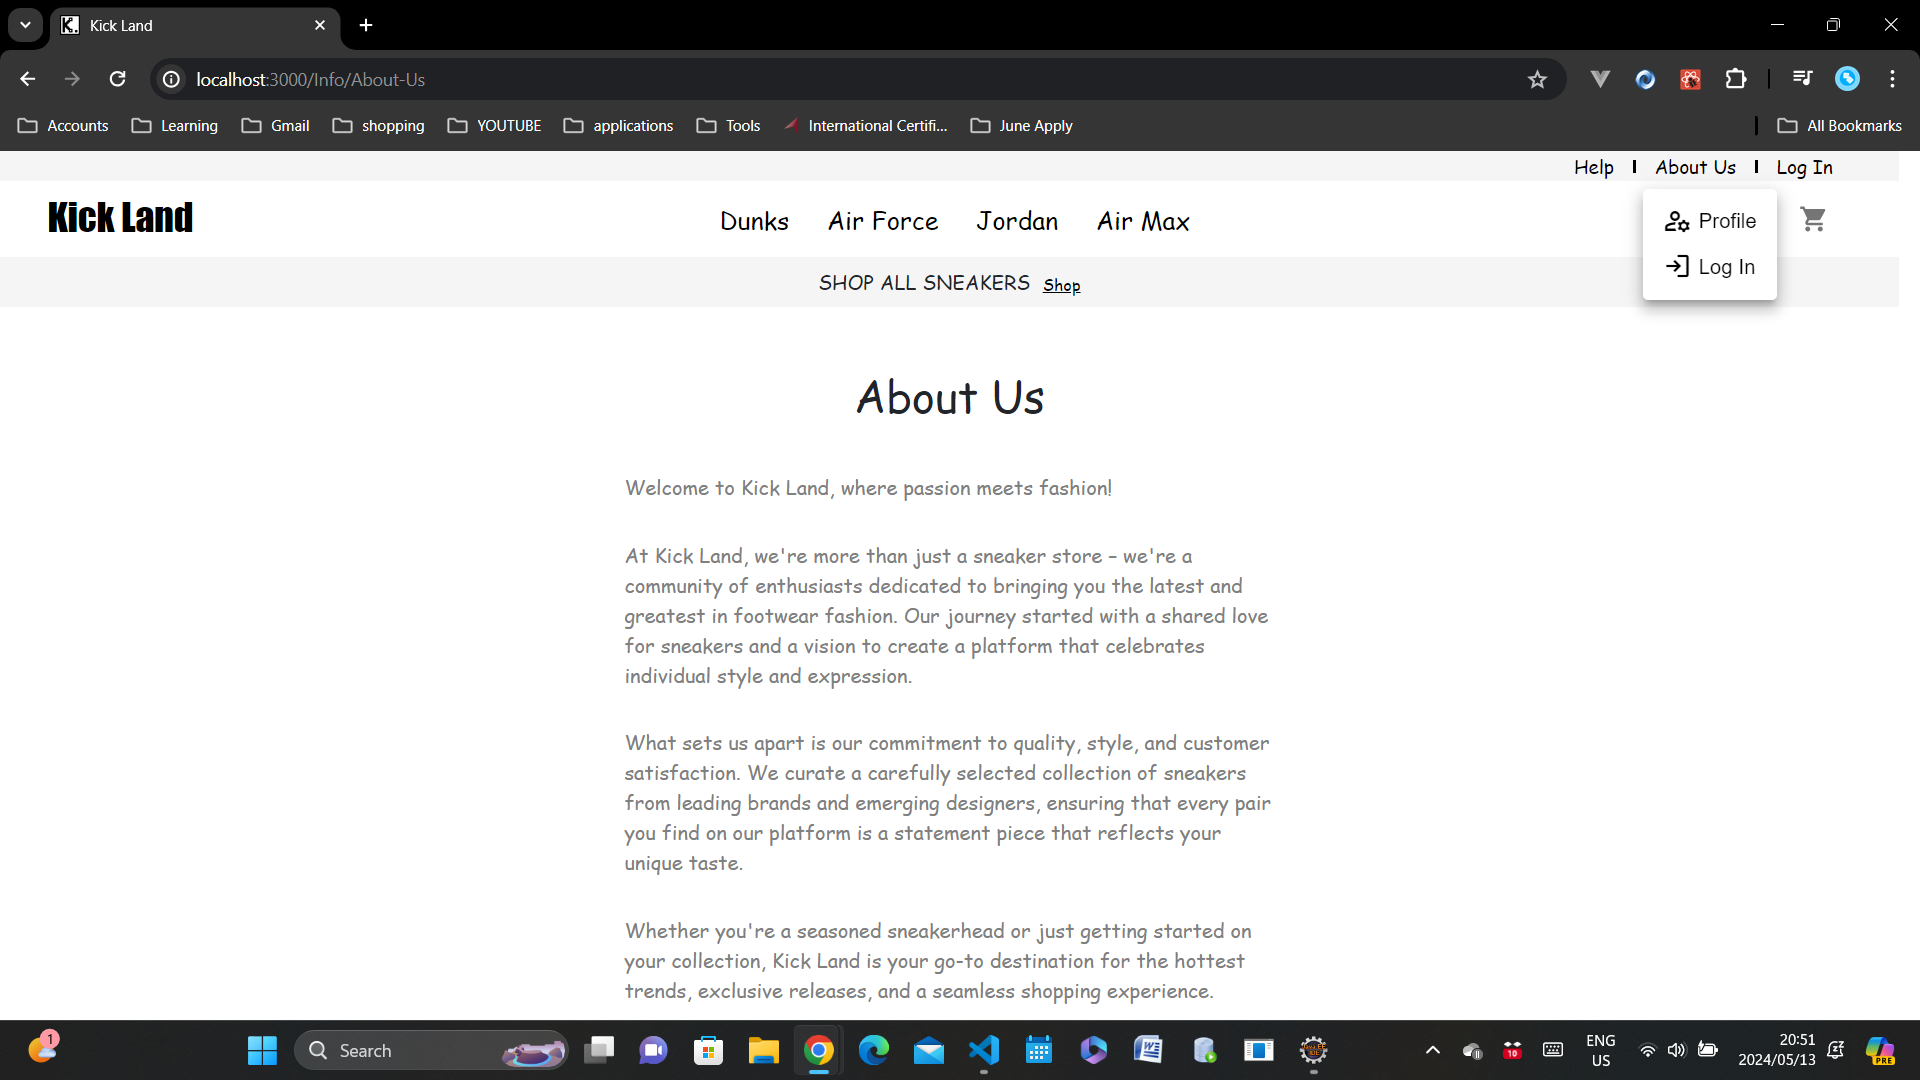 Kick Land
localhost:3000/Info/About-Us
Accounts Learning Gmail shopping YOUTUBE applications Tools International Certifi... June Apply All Bookmarks
Help About Us Log In
Kick Land Dunks Air Force Jordan Air Max
Profile
Log In
SHOP ALL SNEAKERS Shop
About Us
Welcome to Kick Land, where passion meets fashion!
At Kick Land, we're more than just a sneaker store – we're a
community of enthusiasts dedicated to bringing you the latest and
greatest in footwear fashion. Our journey started with a shared love
for sneakers and a vision to create a platform that celebrates
individual style and expression.
What sets us apart is our commitment to quality, style, and customer
satisfaction. We curate a carefully selected collection of sneakers
from leading brands and emerging designers, ensuring that every pair
you find on our platform is a statement piece that reflects your
unique taste.
Whether you're a seasoned sneakerhead or just getting started on
your collection, Kick Land is your go-to destination for the hottest
trends, exclusive releases, and a seamless shopping experience.
1
Search
10
ENG
US
20:51
2024/05/13
PRE